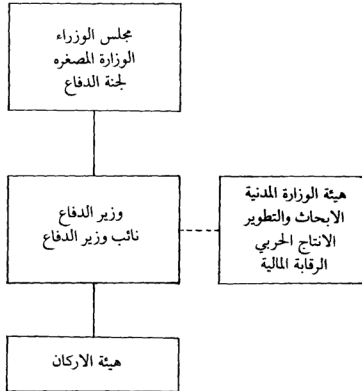 مجلس الوزراء
الوزارة المصغره
لجنة الدفاع
وزير الدفاع
نائب وزير الدفاع
هيئة الوزارة المدنية
الابحاث والتطوير
الانتاج الحربي
الرقابة المالية
هيئة الاركان